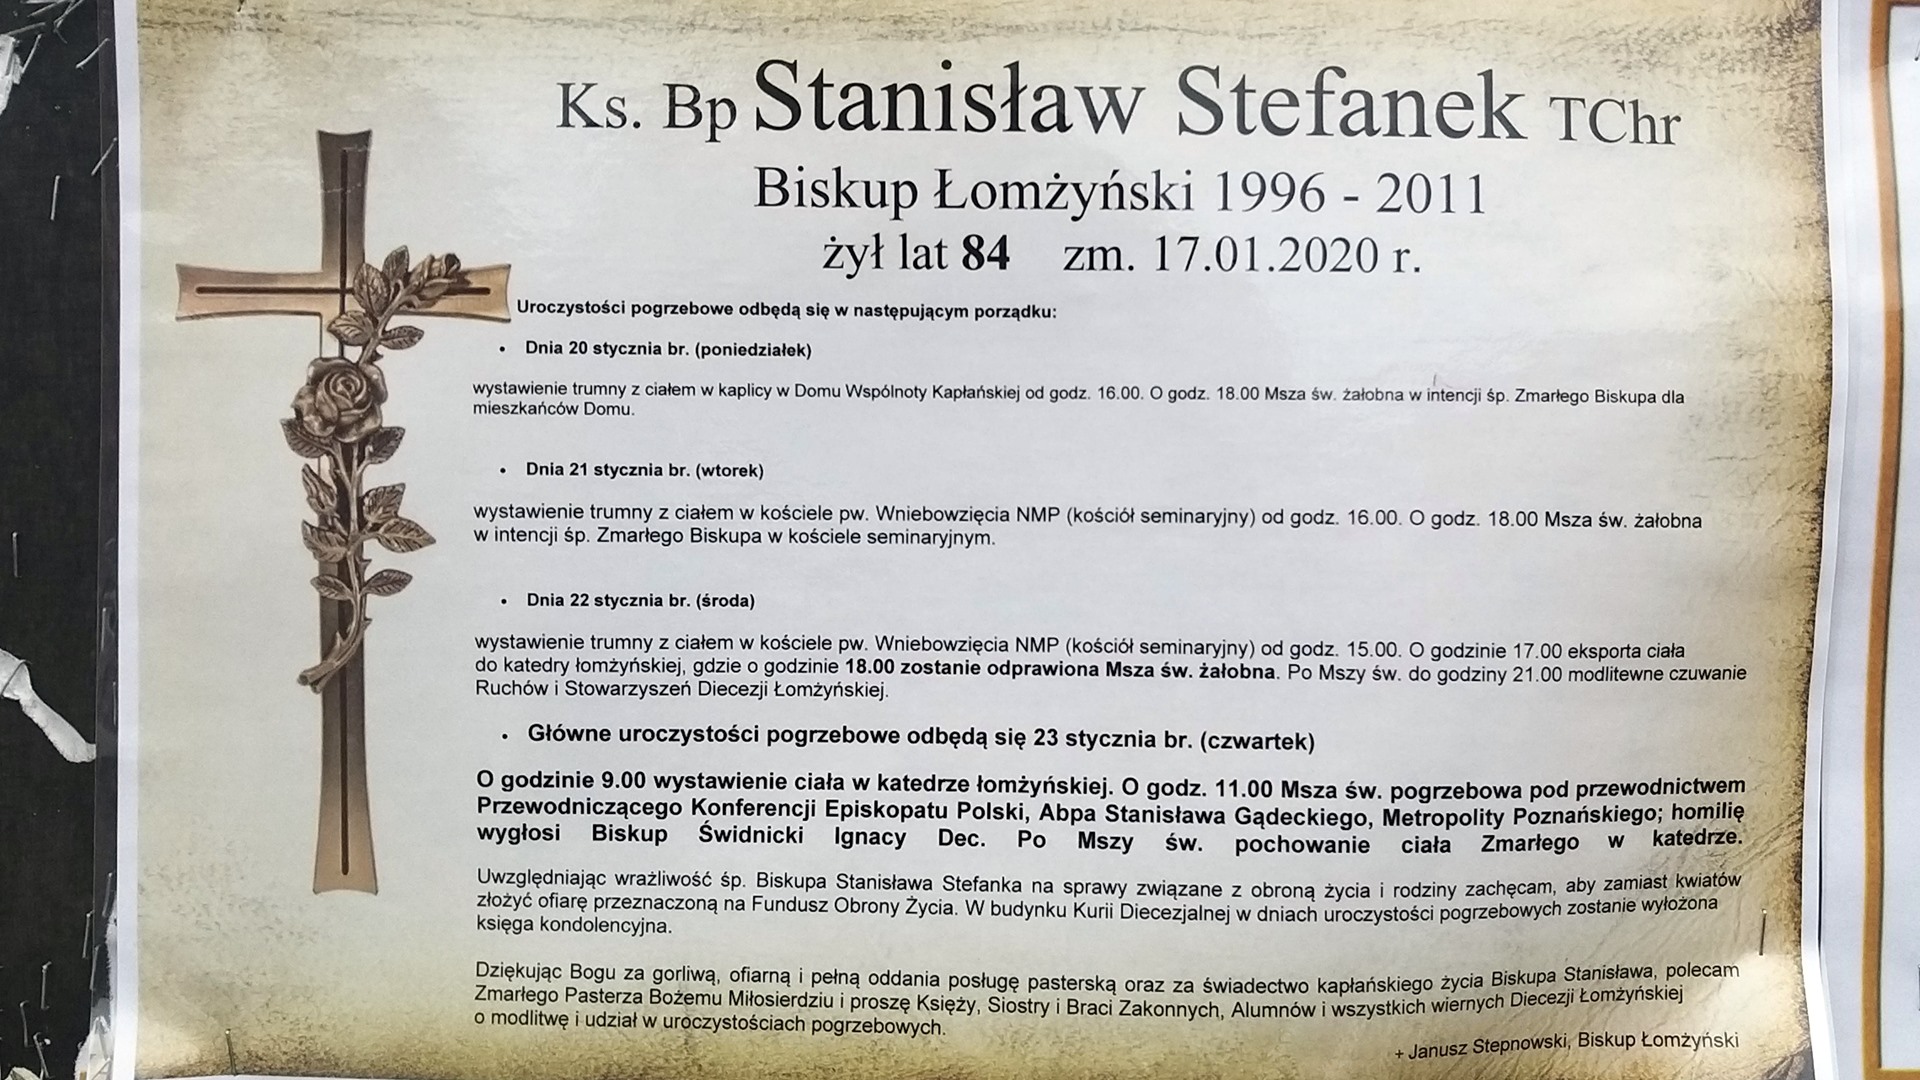 Ks. Bp Stanisław Stefanek TChr
Biskup Łomżyński 1996 - 2011
żył lat 84 zm. 17.01.2020 r.
Uroczystości pogrzebowe odbędą się w następującym porządku:
• Dnia 20 stycznia br. (poniedziałek)
wystawienie trumny z ciałem w kaplicy w Domu Wspólnoty Kapłańskiej od godz. 16.00. O godz. 18.00 Msza św. żałobna w intencji śp. Zmarłego Biskupa dla
mieszkańców Domu.
• Dnia 21 stycznia br. (wtorek)
wystawienie trumny z ciałem w kościele pw. Wniebowzięcia NMP (kościół seminaryjny) od godz. 16.00. O godz. 18.00 Msza św. żałobna
w intencji śp. Zmarłego Biskupa w kościele seminaryjnym.
• Dnia 22 stycznia br. (środa)
wystawienie trumny z ciałem w kościele pw. Wniebowzięcia NMP (kościół seminaryjny) od godz. 15.00. O godzinie 17.00 eksporta ciała
do katedry łomżyńskiej, gdzie o godzinie 18.00 zostanie odprawiona Msza św. żałobna. Po Mszy św. do godziny 21.00 modlitewne czuwanie
Ruchów i Stowarzyszeń Diecezji Łomżyńskiej.
• Główne uroczystości pogrzebowe odbędą się 23 stycznia br. (czwartek)
O godzinie 9.00 wystawienie ciała w katedrze łomżyńskiej. O godz. 11.00 Msza św. pogrzebowa pod przewodnictwem
Przewodniczącego Konferencji Episkopatu Polski, Abpa Stanisława Gądeckiego, Metropolity Poznańskiego; homilię
wygłosi Biskup Świdnicki Ignacy Dec. Po Mszy św. pochowanie ciała Zmarłego w katedrze.
Uwzględniając wrażliwość śp. Biskupa Stanisława Stefanka na sprawy związane z obroną życia i rodziny zachęcam, aby zamiast kwiatów
złożyć ofiarę przeznaczoną na Fundusz Obrony Życia. W budynku Kurii Diecezjalnej w dniach uroczystości pogrzebowych zostanie wyłożona
księga kondolencyjna.
Dziękując Bogu za gorliwą, ofiarną i pełną oddania posługę pasterską oraz za świadectwo kapłańskiego życia Biskupa Stanisława, polecam
Zmarłego Pasterza Bożemu Miłosierdziu i proszę Księży, Siostry i Braci Zakonnych, Alumnów i wszystkich wiernych Diecezji Łomżyńskiej
o modlitwę i udział w uroczystościach pogrzebowych.
+ Janusz Stepnowski, Biskup Łomżyński